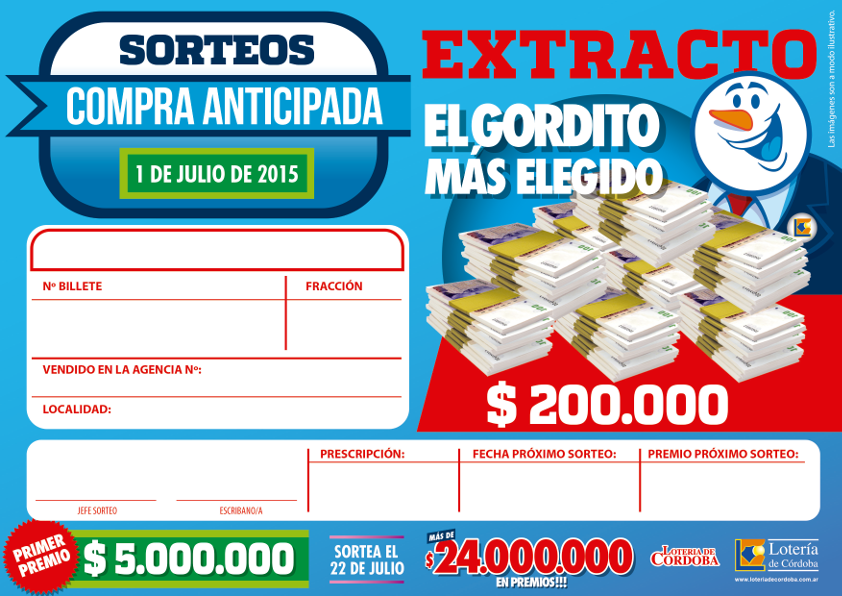 SORTEOS
COMPRA ANTICIPADA
1 DE JULIO DE 2015
EXTRACTO
EL GORDITO
MÁS ELEGIDO
Las imágenes son a modo ilustrativo.
$ 200.000
Nº BILLETE
FRACCIÓN
VENDIDO EN LA AGENCIA Nº:
LOCALIDAD:
JEFE SORTEO
ESCRIBANO/A
PRESCRIPCIÓN:
FECHA PRÓXIMO SORTEO:
PREMIO PRÓXIMO SORTEO:
PRIMER
PREMIO
$ 5.000.000
SORTEA EL
22 DE JULIO
MÁS DE
$24.000.000
EN PREMIOS!!!
LOTERIA DE
CORDOBA
Lotería
de Córdoba
www.loteriadecordoba.com.ar